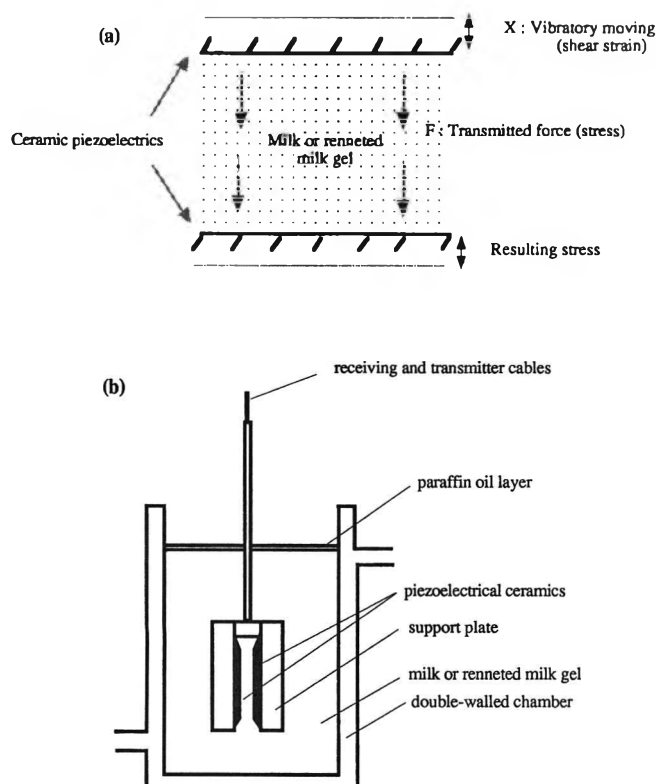 (a)
X : Vibratory moving
(shear strain)
Ceramic piezoelectrics
F : Transmitted force (stress)
Milk or renneted
milk gel
Resulting stress
(b)
receiving and transmitter cables
paraffin oil layer
piezoelectrical ceramics
support plate
milk or renneted milk gel
double-walled chamber